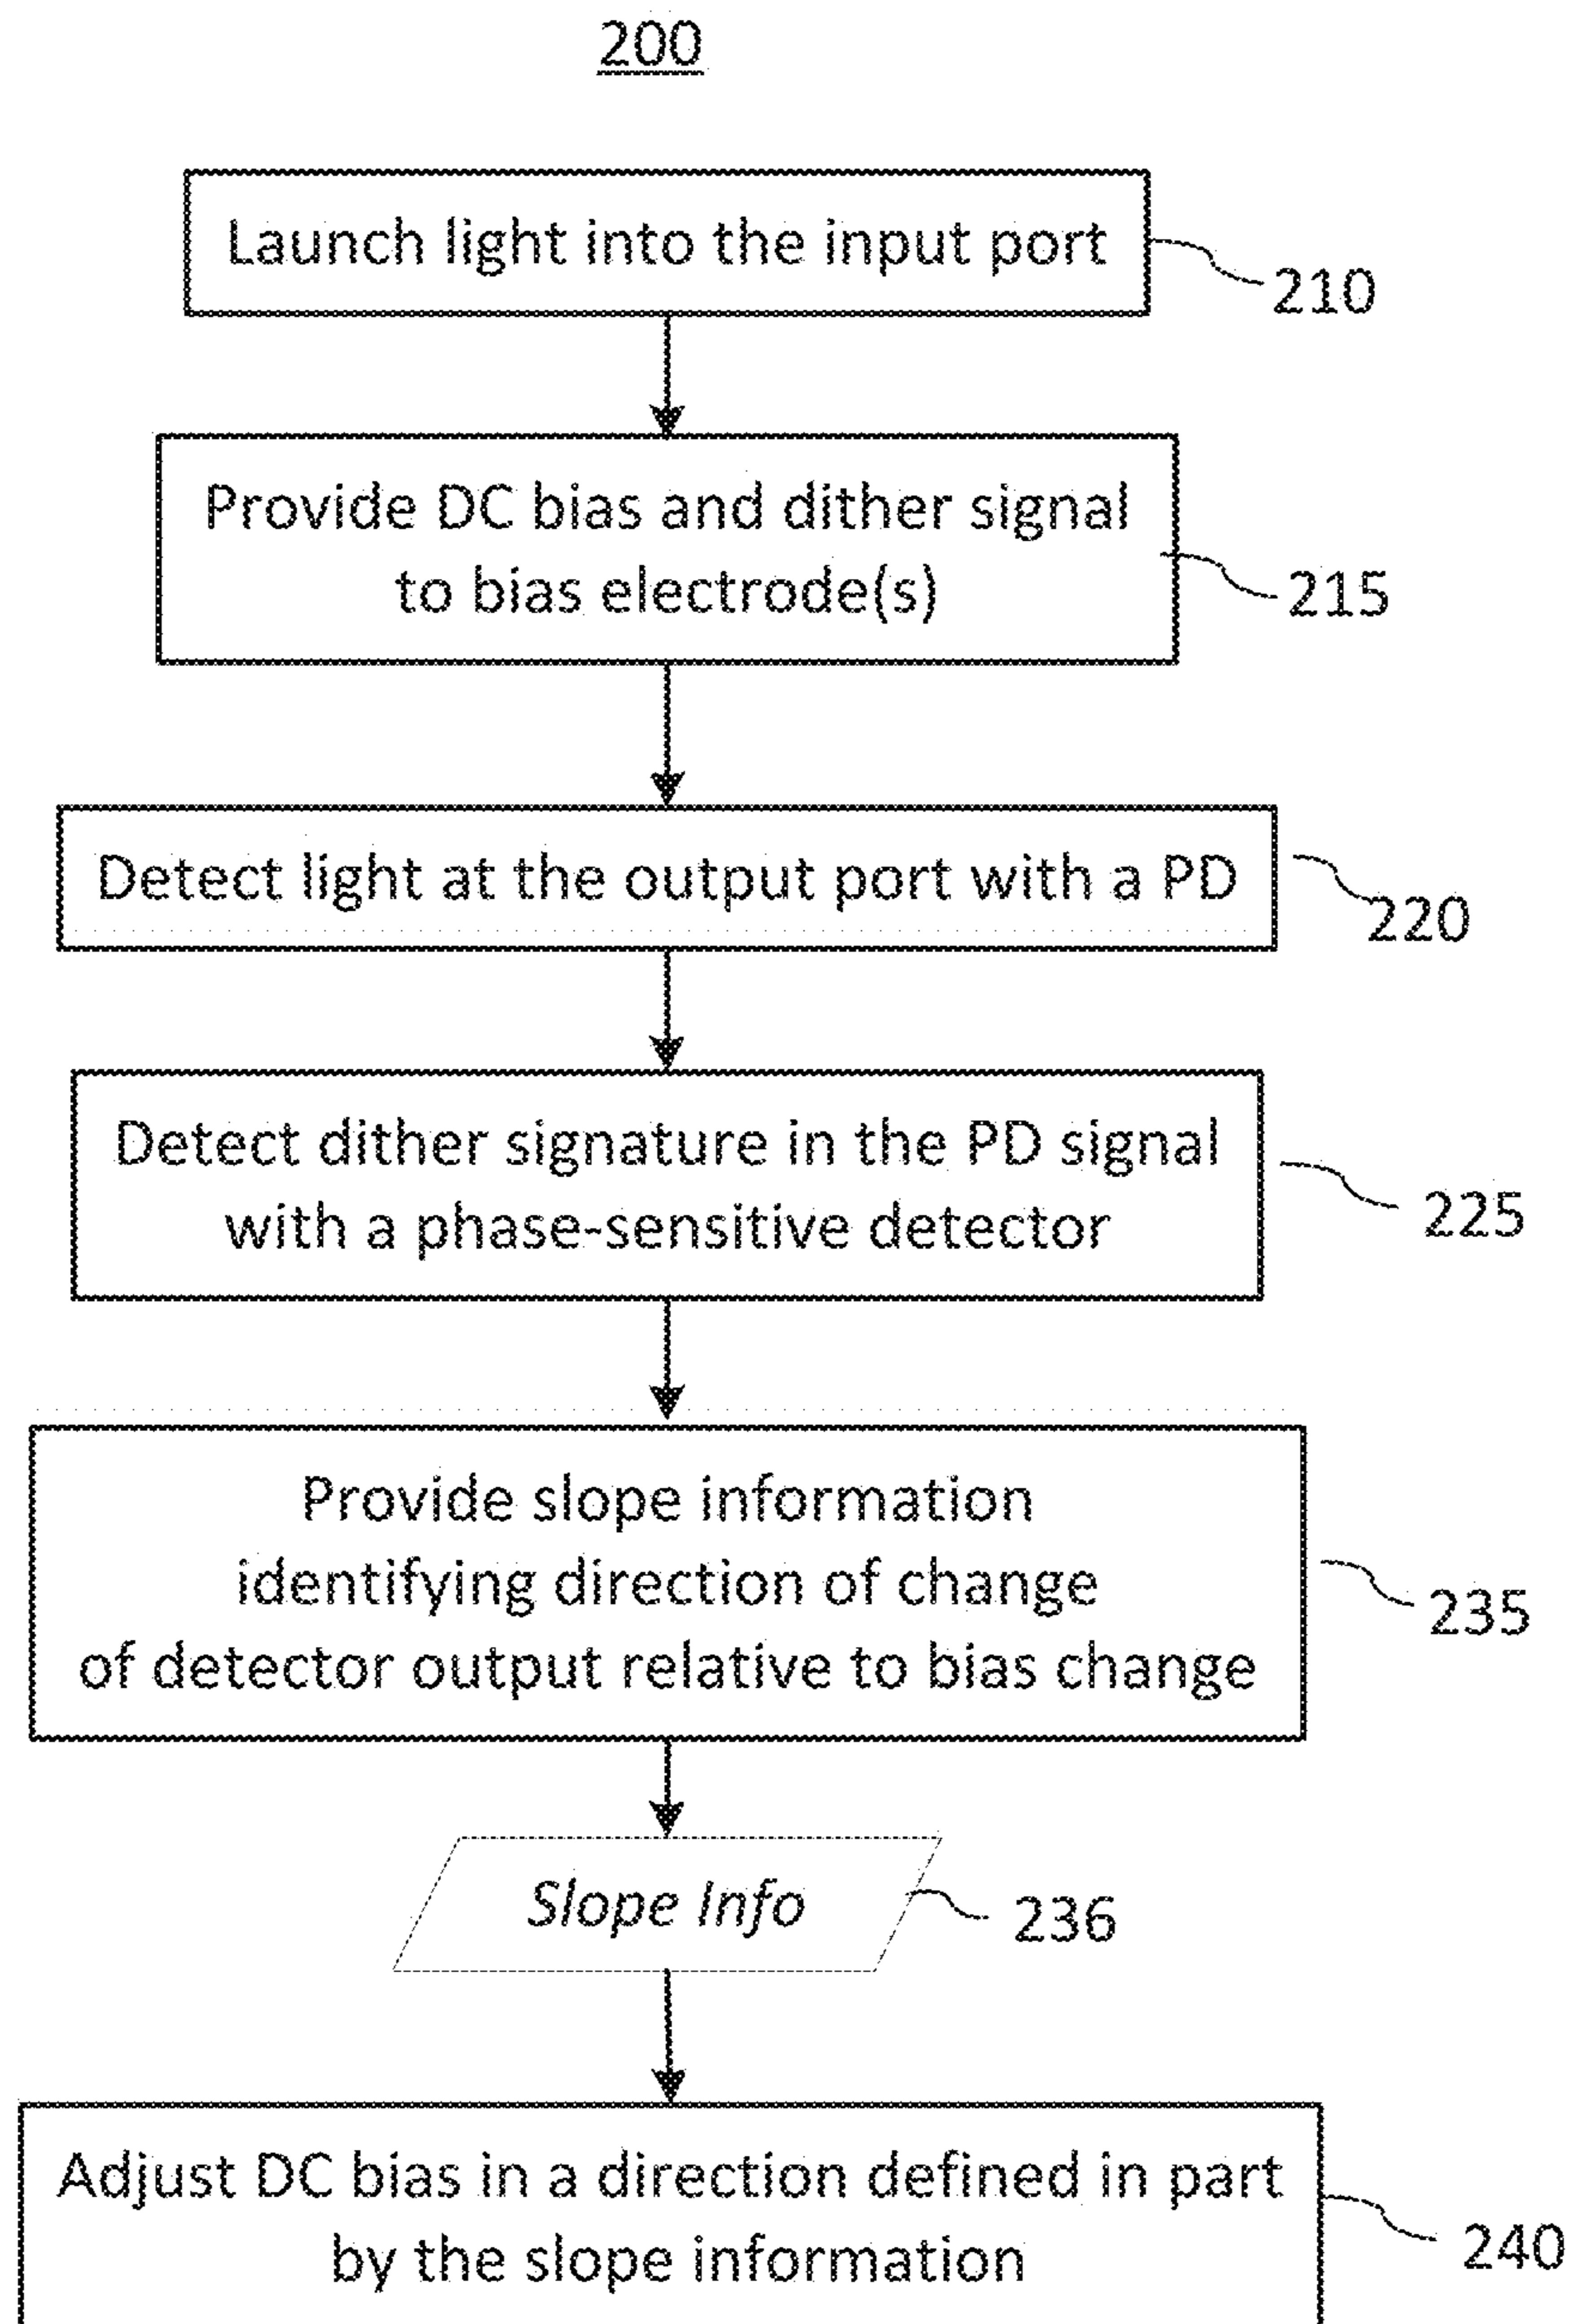 200
Launch light into the input port
210
Provide DC bias and dither signal
to bias electrode(s)
215
Detect light at the output port with a PD
220
Detect dither signature in the PD signal
with a phase-sensitive detector
225
Provide slope information
identifying direction of change
of detector output relative to bias change
235
Slope Info
236
Adjust DC bias in a direction defined in part
by the slope information
240